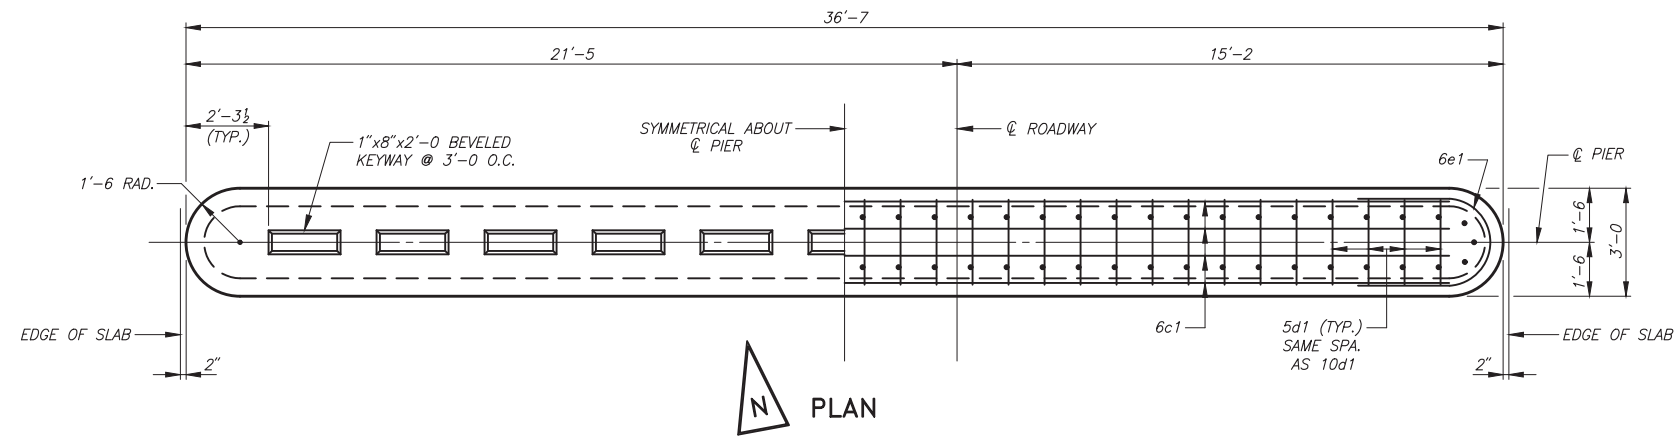 36'-7
21'-5
15'-2
2'-3½
(TYP.)
1"x8"x2'-0 BEVELED
KEYWAY @ 3'-0 O.C.
SYMMETRICAL ABOUT
℄ PIER
℄ ROADWAY
6e1
℄ PIER
1'-6 RAD.
1'-6
1'-6
3'-0
EDGE OF SLAB
2"
6c1
5d1 (TYP.)
SAME SPA.
AS 10d1
EDGE OF SLAB
2"
N
PLAN